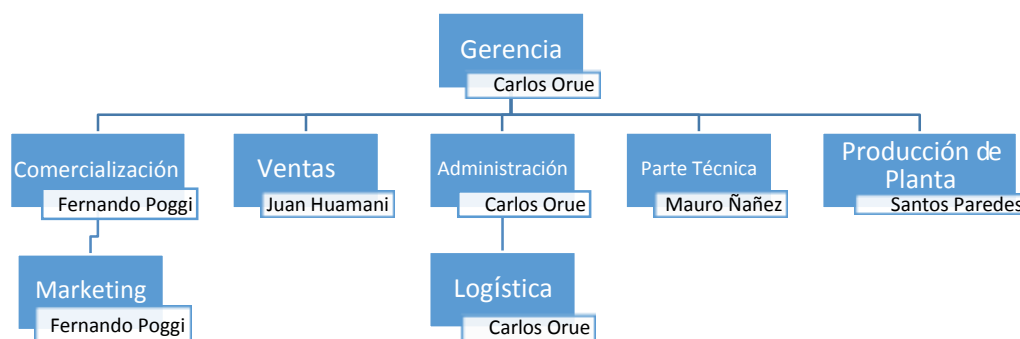 Gerencia
Carlos Orue
Comercialización
Fernando Poggi
Ventas
Juan Huamani
Administración
Carlos Orue
Parte Técnica
Mauro Ñañez
Producción de
Planta
Santos Paredes
Marketing
Fernando Poggi
Logística
Carlos Orue